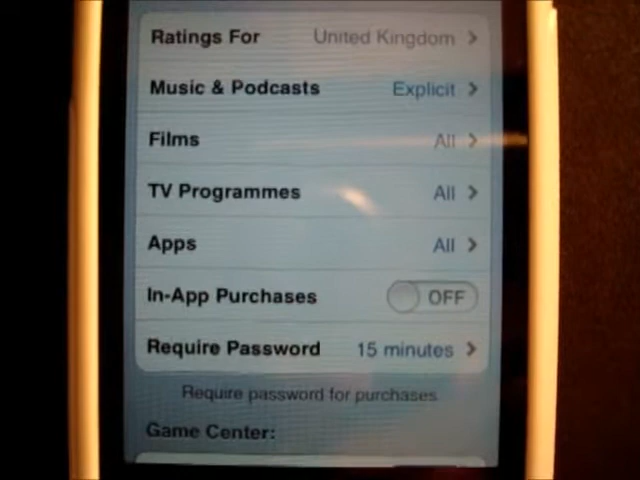 Ratings For United Kingdom
Music & Podcasts Explicit
Films All
TV Programmes All
Apps All
In-App Purchases OFF
Require Password 15 minutes
Require password for purchases
Game Center: